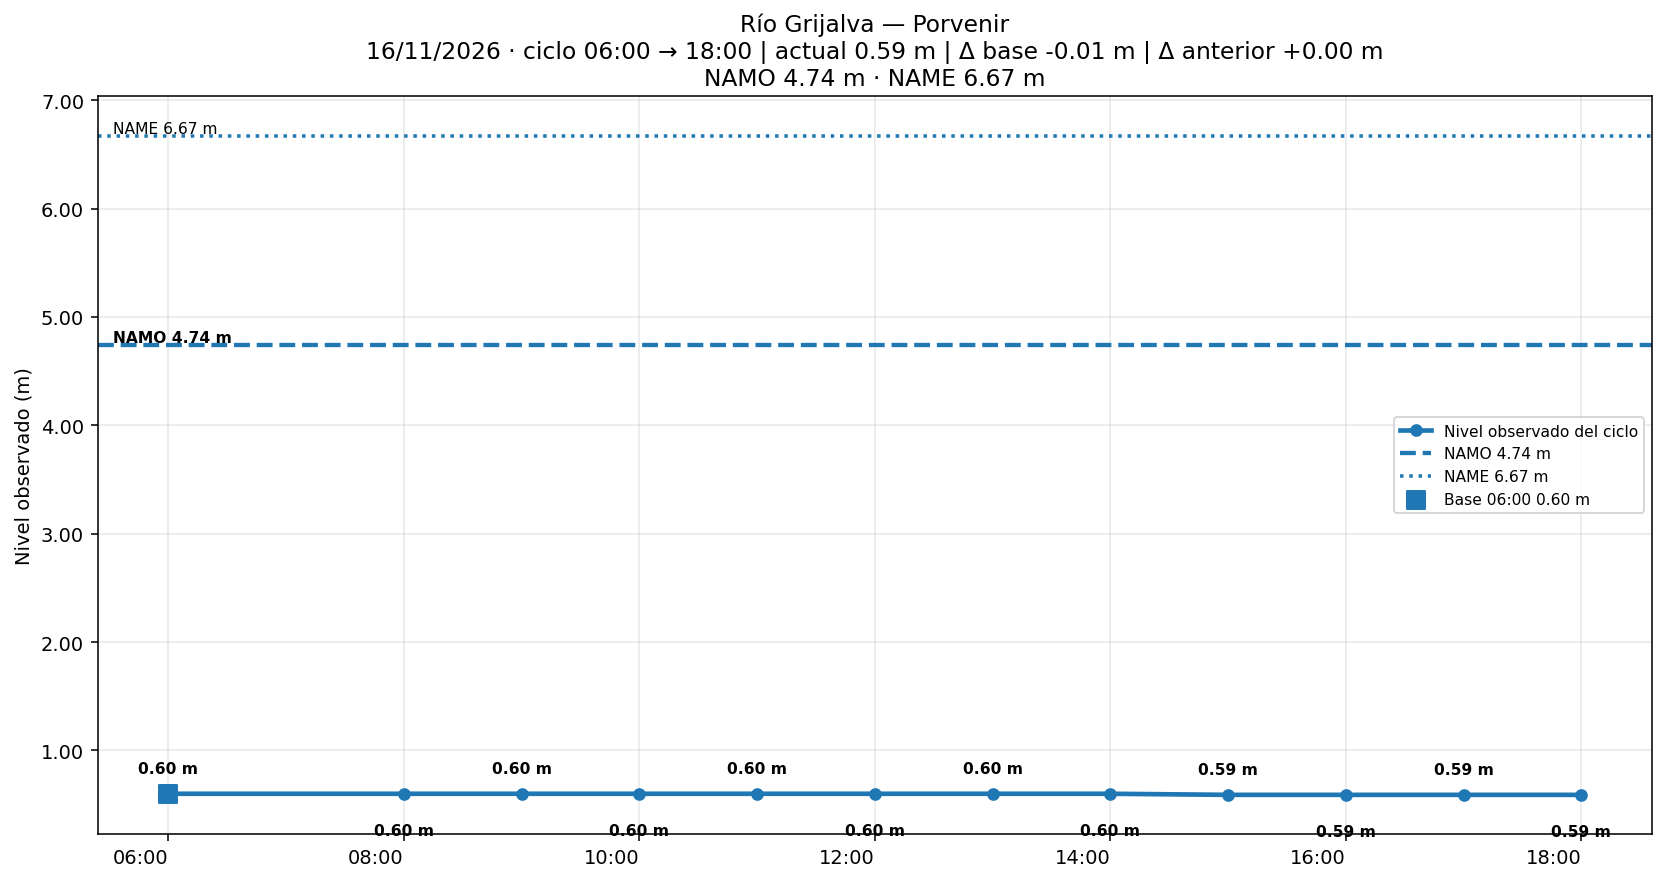 Río Grijalva — Porvenir
16/11/2026 · ciclo 06:00 → 18:00 | actual 0.59 m | Δ base -0.01 m | Δ anterior +0.00 m
NAMO 4.74 m · NAME 6.67 m
Nivel observado (m)
7.00
6.00
5.00
4.00
3.00
2.00
1.00
NAME 6.67 m
NAMO 4.74 m
Nivel observado del ciclo
NAMO 4.74 m
NAME 6.67 m
Base 06:00 0.60 m
0.60 m
0.60 m
0.60 m
0.60 m
0.59 m
0.59 m
0.60 m
0.60 m
0.60 m
0.60 m
0.59 m
0.59 m
06:00
08:00
10:00
12:00
14:00
16:00
18:00